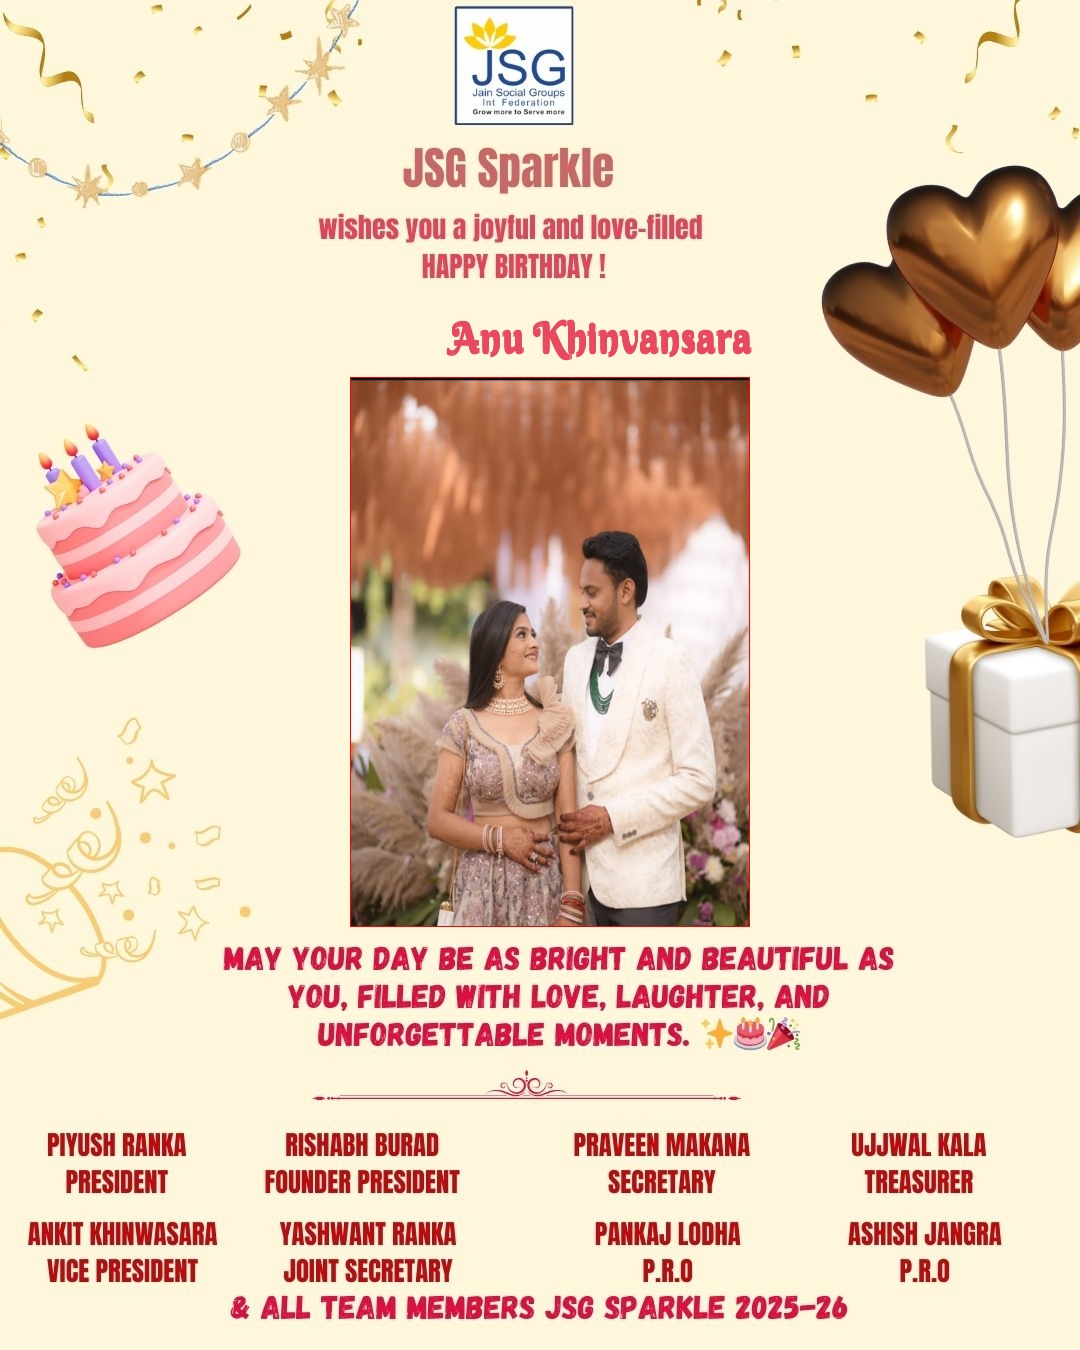 JSG
Jain Social Groups
Int Federation
Grow more to Serve more
JSG Sparkle
wishes you a joyful and love-filled
HAPPY BIRTHDAY !
Anu Khinvansara
MAY YOUR DAY BE AS BRIGHT AND BEAUTIFUL AS
YOU, FILLED WITH LOVE, LAUGHTER, AND
UNFORGETTABLE MOMENTS. ✨🎂🎉
PIYUSH RANKA
PRESIDENT
RISHABH BURAD
FOUNDER PRESIDENT
PRAVEEN MAKANA
SECRETARY
UJJWAL KALA
TREASURER
ANKIT KHINWASARA
VICE PRESIDENT
YASHWANT RANKA
JOINT SECRETARY
PANKAJ LODHA
P.R.O
ASHISH JANGRA
P.R.O
& ALL TEAM MEMBERS JSG SPARKLE 2025-26